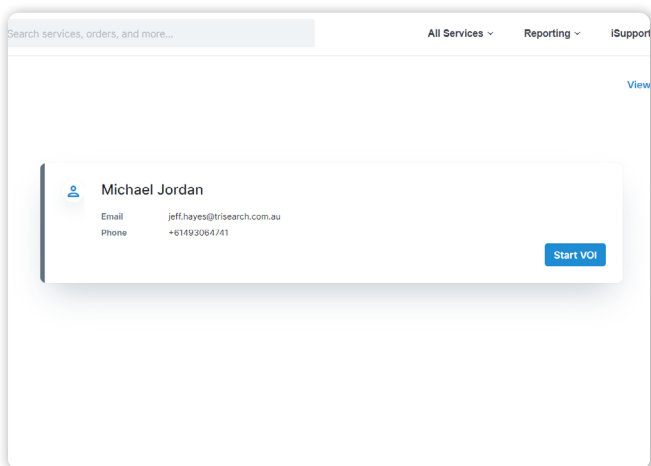 Search services, orders, and more...
All Services
Reporting
iSupport
View
Michael Jordan
Email jeff.hayes@trisearch.com.au
Phone +61493064741
Start VOI